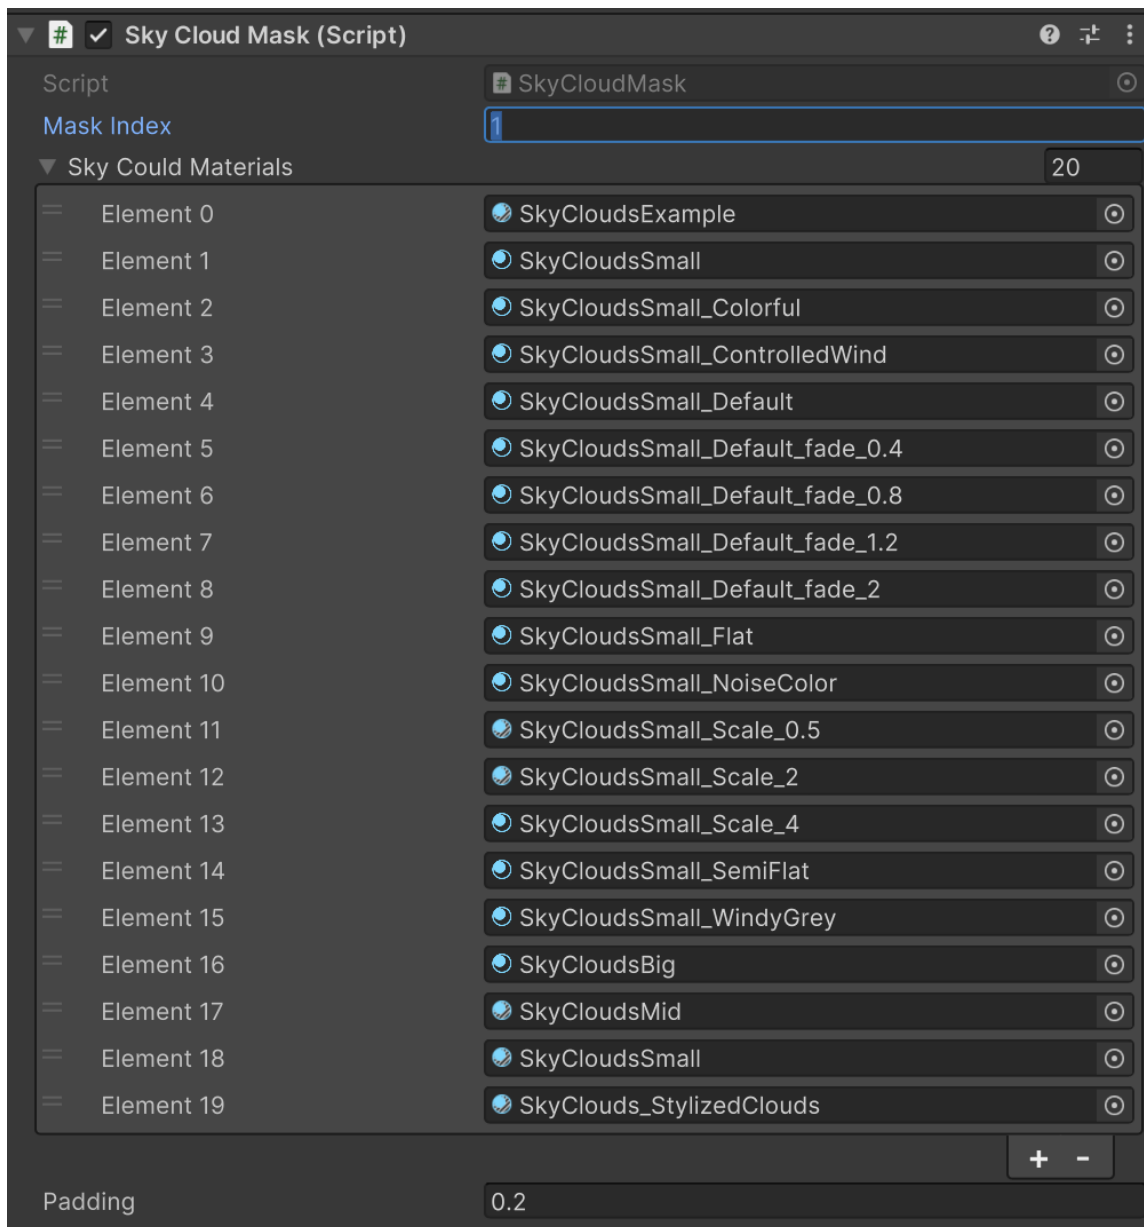 Sky Cloud Mask (Script)
Script SkyCloudMask
Mask Index 1
Sky Could Materials 20
Element 0 SkyCloudsExample
Element 1 SkyCloudsSmall
Element 2 SkyCloudsSmall_Colorful
Element 3 SkyCloudsSmall_ControlledWind
Element 4 SkyCloudsSmall_Default
Element 5 SkyCloudsSmall_Default_fade_0.4
Element 6 SkyCloudsSmall_Default_fade_0.8
Element 7 SkyCloudsSmall_Default_fade_1.2
Element 8 SkyCloudsSmall_Default_fade_2
Element 9 SkyCloudsSmall_Flat
Element 10 SkyCloudsSmall_NoiseColor
Element 11 SkyCloudsSmall_Scale_0.5
Element 12 SkyCloudsSmall_Scale_2
Element 13 SkyCloudsSmall_Scale_4
Element 14 SkyCloudsSmall_SemiFlat
Element 15 SkyCloudsSmall_WindyGrey
Element 16 SkyCloudsBig
Element 17 SkyCloudsMid
Element 18 SkyCloudsSmall
Element 19 SkyClouds_StylizedClouds
+ -
Padding 0.2